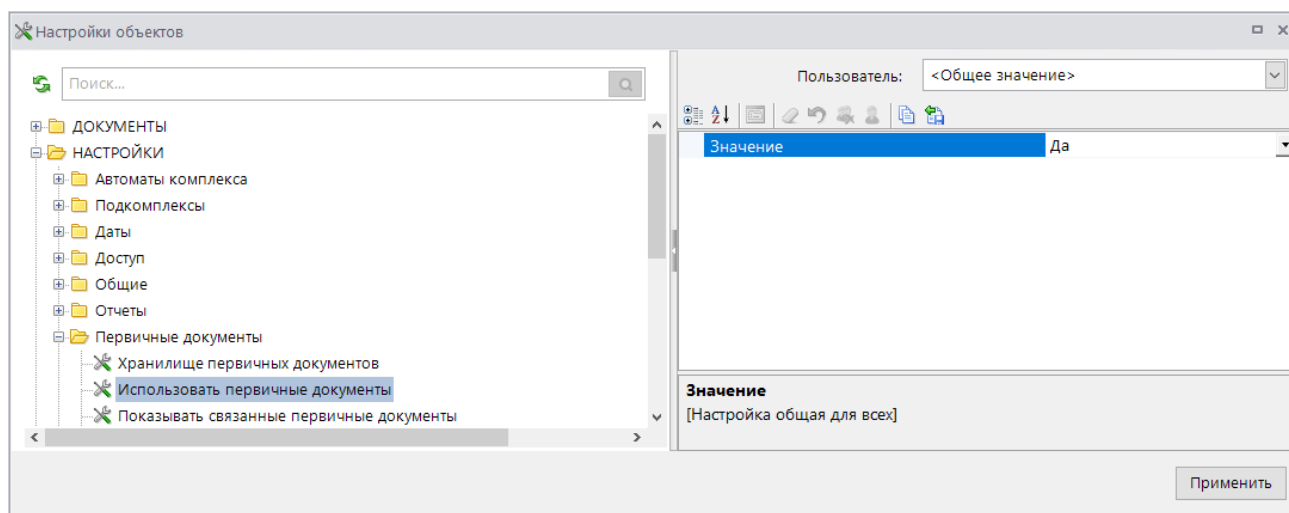 Настройки объектов
Поиск...
ДОКУМЕНТЫ
НАСТРОЙКИ
Автоматы комплекса
Подкомплексы
Даты
Доступ
Общие
Отчеты
Первичные документы
Хранилище первичных документов
Использовать первичные документы
Показывать связанные первичные документы
Пользователь: <Общее значение>
Значение Да
Значение
[Настройка общая для всех]
Применить